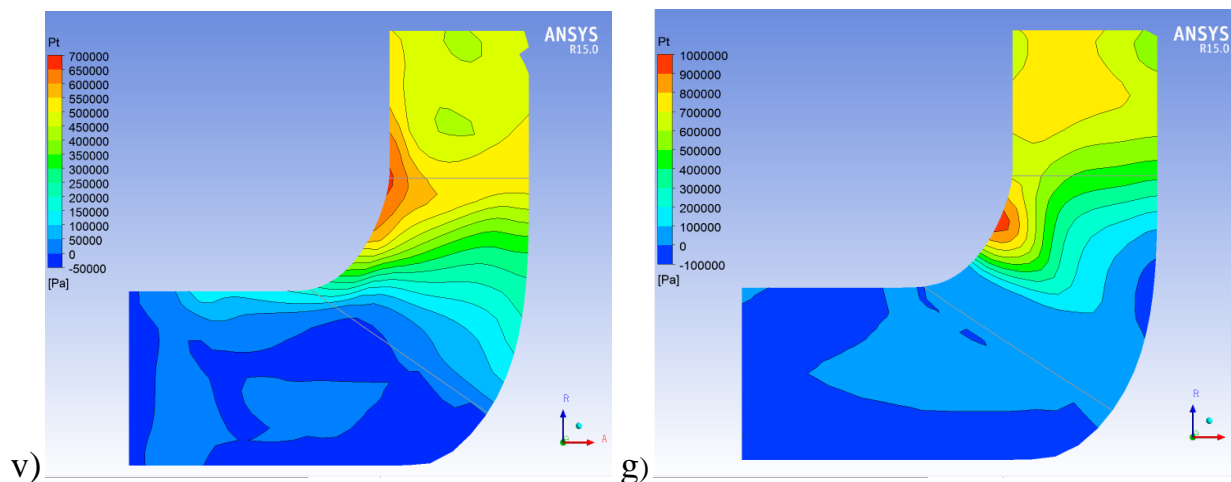 Pt
700000
650000
600000
550000
500000
450000
400000
350000
300000
250000
200000
150000
100000
50000
0
-50000
[Pa]
ANSYS
R15.0
R
A
v)
Pt
1000000
900000
800000
700000
600000
500000
400000
300000
200000
100000
0
-100000
[Pa]
ANSYS
R15.0
R
g)